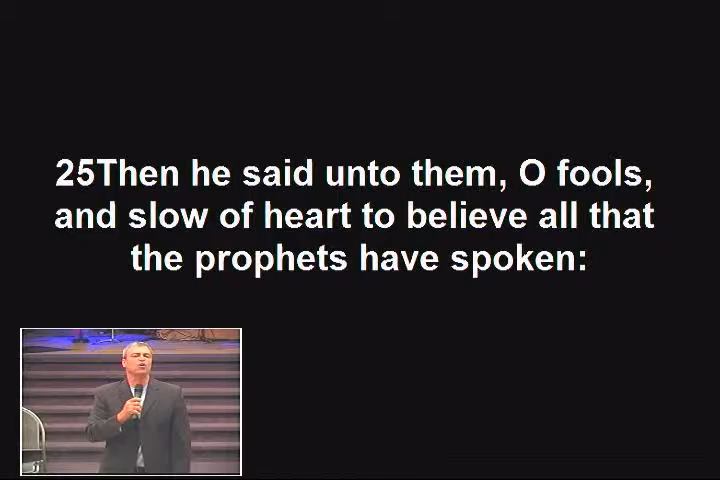 25Then he said unto them, O fools,
and slow of heart to believe all that
the prophets have spoken: